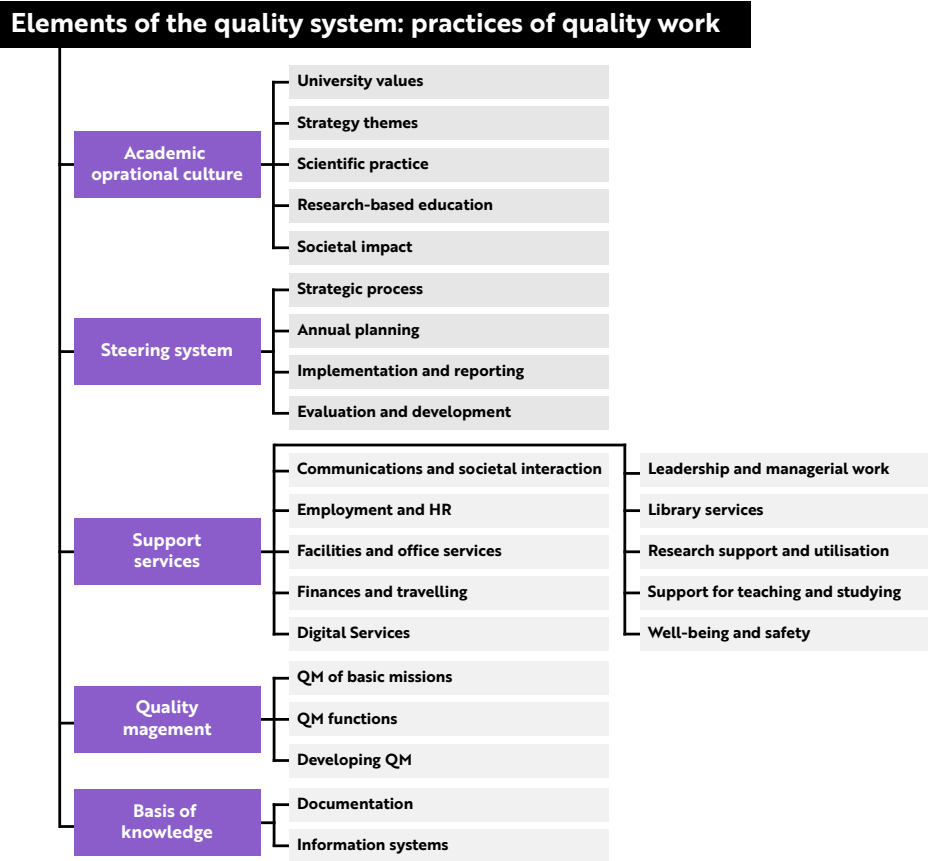 Elements of the quality system: practices of quality work
Academic
oprational culture
University values
Strategy themes
Scientific practice
Research-based education
Societal impact
Steering system
Strategic process
Annual planning
Implementation and reporting
Evaluation and development
Support
services
Communications and societal interaction
Employment and HR
Facilities and office services
Finances and travelling
Digital Services
Leadership and managerial work
Library services
Research support and utilisation
Support for teaching and studying
Well-being and safety
Quality
magement
QM of basic missions
QM functions
Developing QM
Basis of
knowledge
Documentation
Information systems